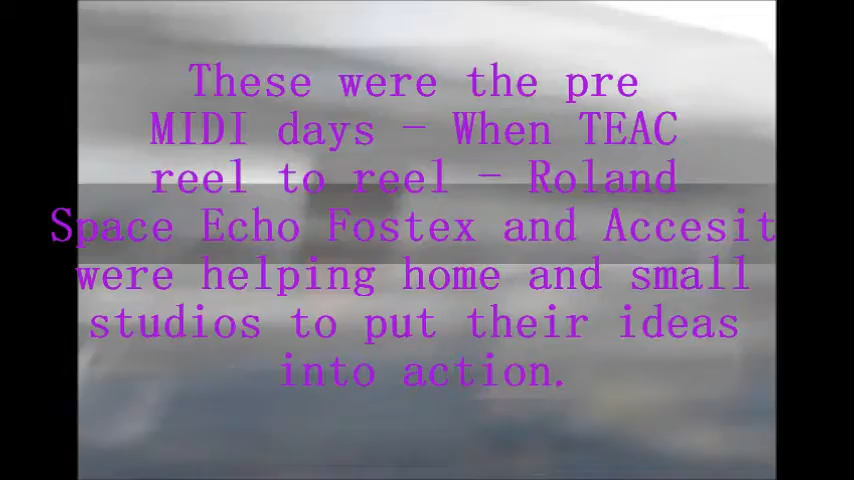 These were the pre
MIDI days - When TEAC
reel to reel - Roland
Space Echo Fostex and Accesit
were helping home and small
studios to put their ideas
into action.